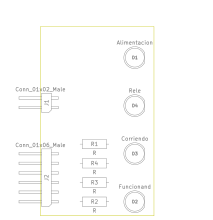 Alimentacion
D1
Conn_01x02_Male
Rele
J1
D4
Corriendo
Conn_01x06_Male
R1
R
D3
R4
R
J2
R3
R
Funcionand
R2
R
D2